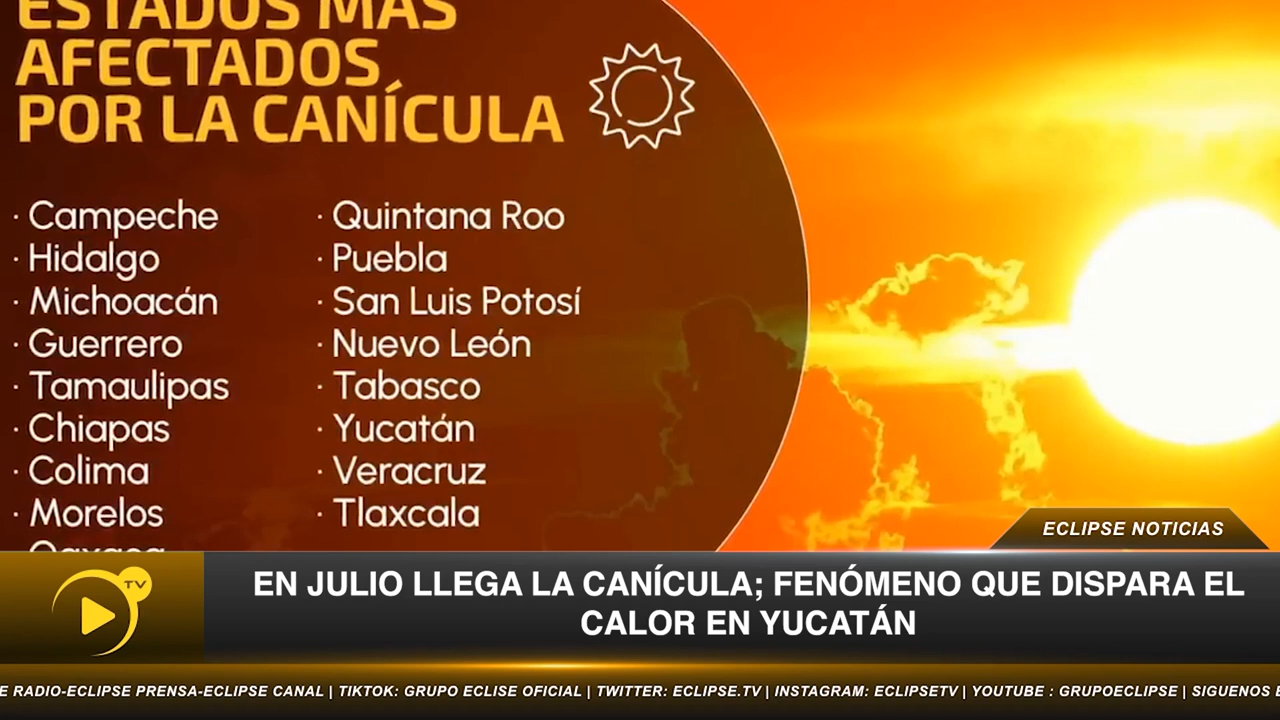 ESTADOS MÁS
AFECTADOS
POR LA CANÍCULA
· Campeche
· Hidalgo
· Michoacán
· Guerrero
· Tamaulipas
· Chiapas
· Colima
· Morelos
Oaxaca
· Quintana Roo
· Puebla
· San Luis Potosí
· Nuevo León
· Tabasco
· Yucatán
· Veracruz
· Tlaxcala
ECLIPSE NOTICIAS
TV
EN JULIO LLEGA LA CANÍCULA; FENÓMENO QUE DISPARA EL
CALOR EN YUCATÁN
E RADIO-ECLIPSE PRENSA-ECLIPSE CANAL | TIKTOK: GRUPO ECLISE OFICIAL | TWITTER: ECLIPSE.TV | INSTAGRAM: ECLIPSETV | YOUTUBE : GRUPOECLIPSE | SIGUENOS E